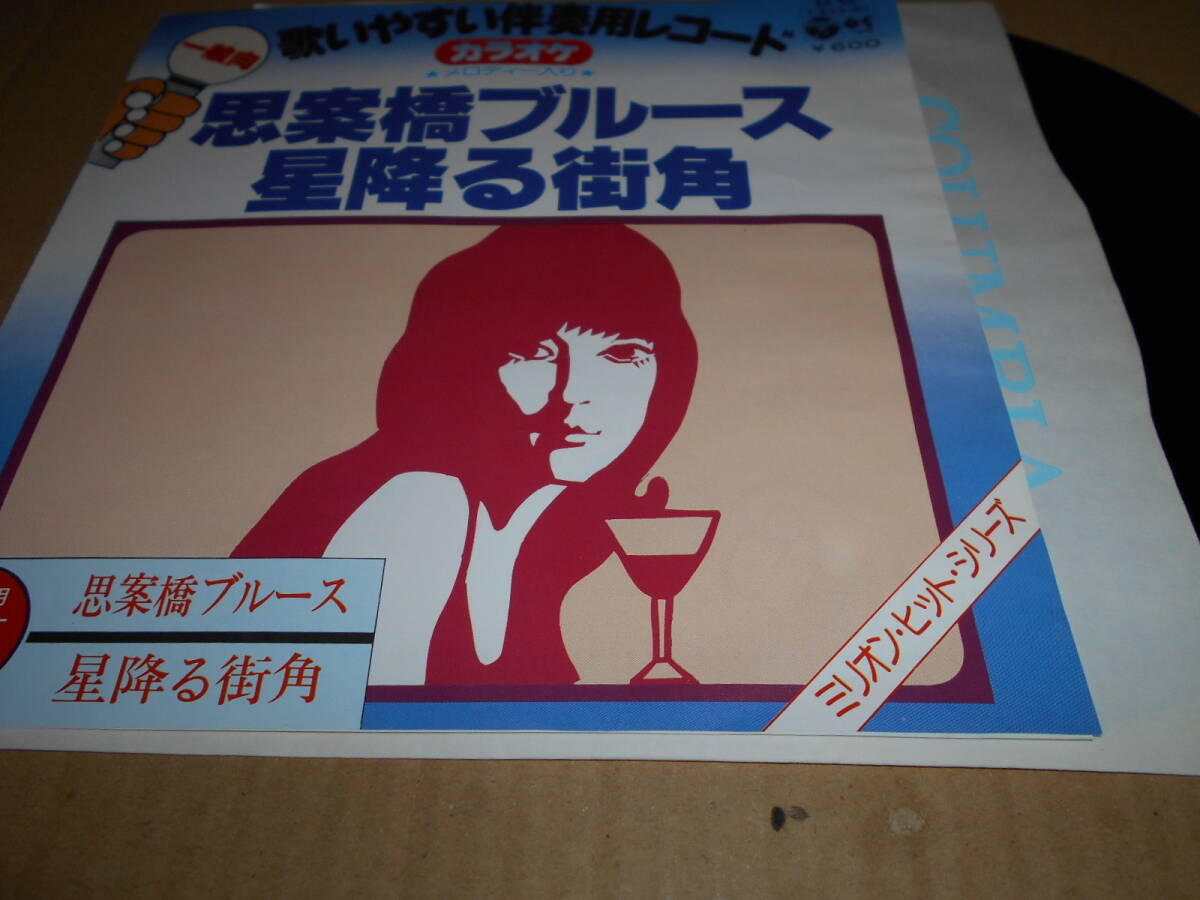 歌いやすい伴奏用レコード
カラオケ
★メロディー入り★
¥600
思案橋ブルース
星降る街角
COLUMBIA
思案橋ブルース
星降る街角
ミリオン・ヒット・シリーズ